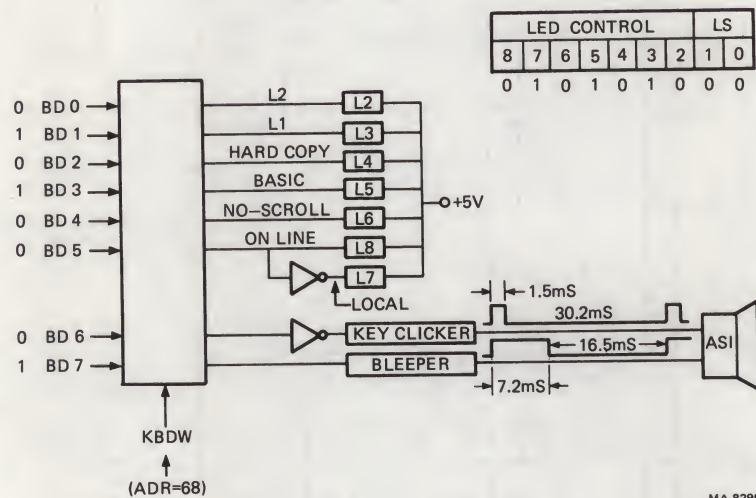 LED CONTROL LS
8 7 6 5 4 3 2 1 0
0 1 0 1 0 1 0 0 0
0 BD 0
1 BD 1
0 BD 2
1 BD 3
0 BD 4
0 BD 5
0 BD 6
1 BD 7
L2 L2
L1 L3
HARD COPY L4
BASIC L5
NO–SCROLL L6
ON LINE L8
L7
LOCAL
+5V
1.5mS
30.2mS
KEY CLICKER
16.5mS
BLEEPER
7.2mS
ASI
KBDW
(ADR=68)